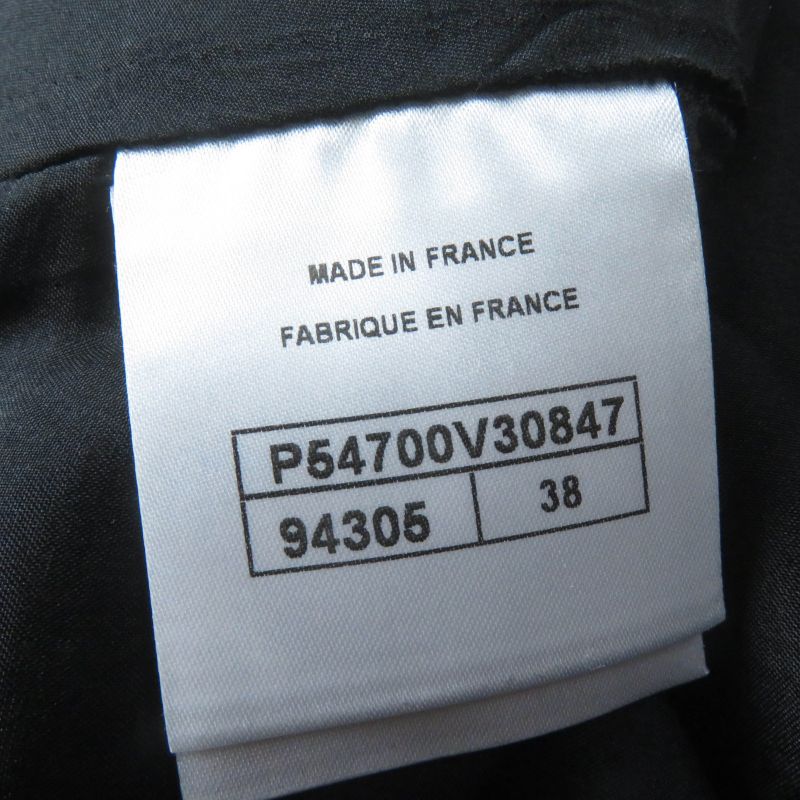 MADE IN FRANCE
FABRIQUE EN FRANCE
P54700V30847
94305 38